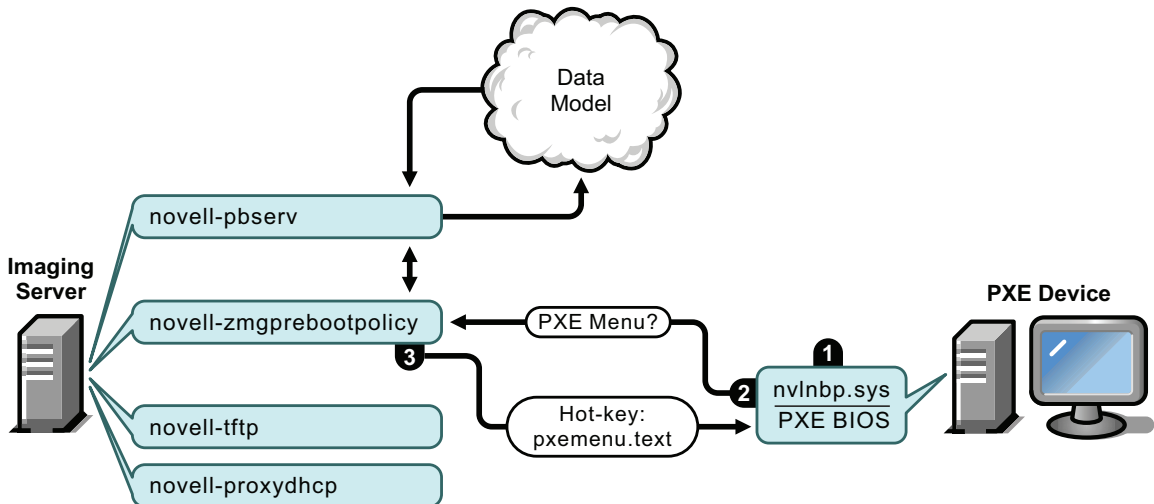 Data
Model
novell-pbserv
Imaging
Server
novell-zmgprebootpolicy
PXE Menu?
PXE Device
3
1
2
nvlnbp.sys
PXE BIOS
Hot-key:
pxemenu.text
novell-tftp
novell-proxydhcp